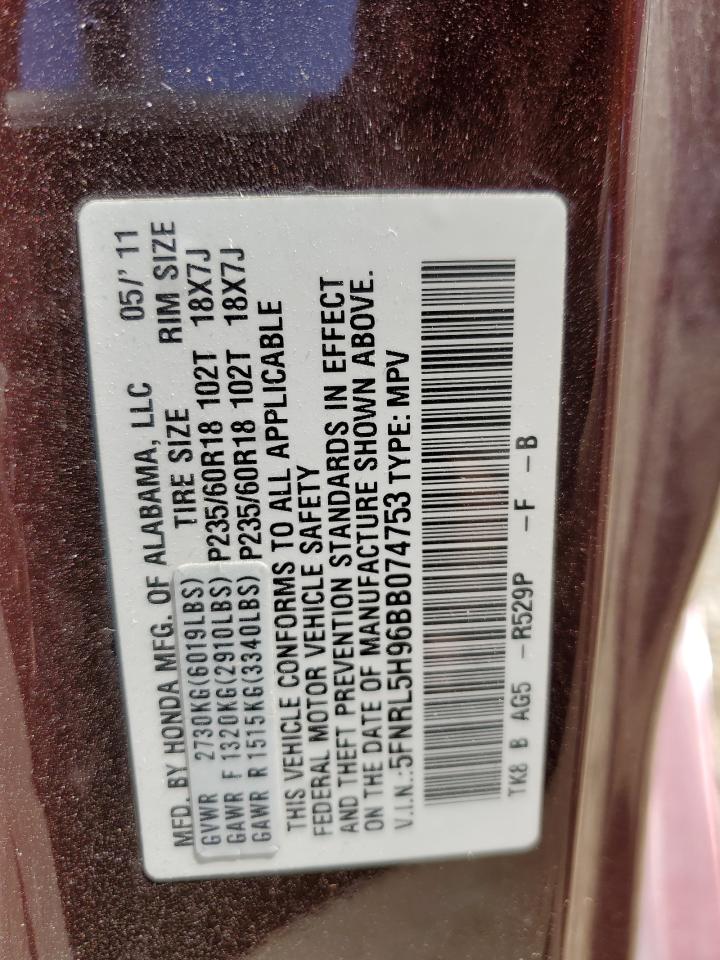 MFD. BY HONDA MFG. OF ALABAMA, LLC 05/' 11
GVWR 2730KG(6019LBS) TIRE SIZE RIM SIZE
GAWR F 1320KG(2910LBS) P235/60R18 102T 18X7J
GAWR R 1515KG(3340LBS) P235/60R18 102T 18X7J
THIS VEHICLE CONFORMS TO ALL APPLICABLE
FEDERAL MOTOR VEHICLE SAFETY
AND THEFT PREVENTION STANDARDS IN EFFECT
ON THE DATE OF MANUFACTURE SHOWN ABOVE.
V.I.N.:5FNRL5H96BB074753 TYPE: MPV
TK8 B AG5 -R529P -F -B